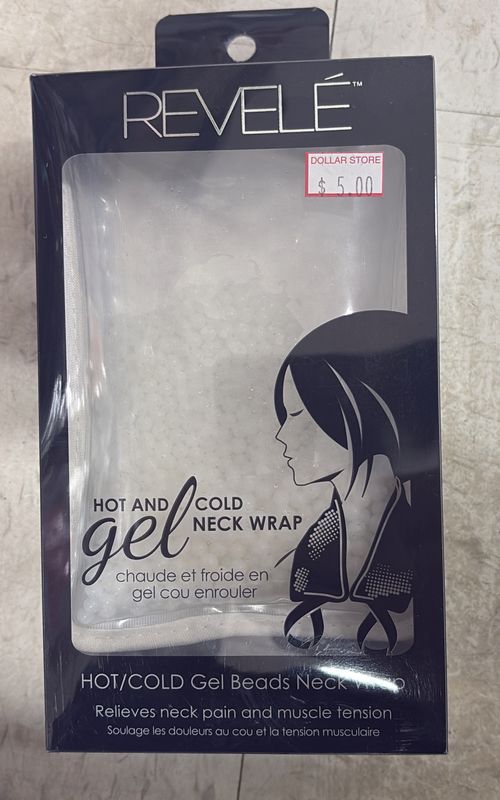 REVELÉ™
DOLLAR STORE
$ 5.00
HOT AND COLD
gel NECK WRAP
chaude et froide en
gel cou enrouler
HOT/COLD Gel Beads Neck Wrap
Relieves neck pain and muscle tension
Soulage les douleurs au cou et la tension musculaire